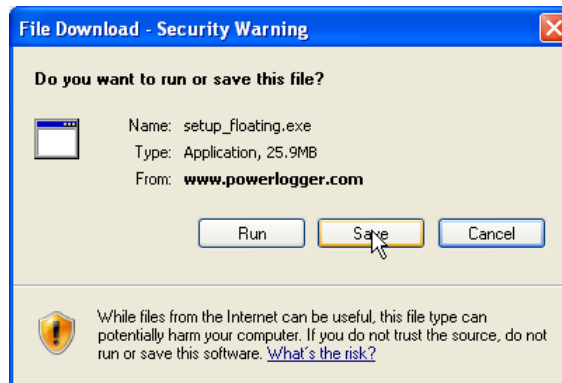 File Download - Security Warning
Do you want to run or save this file?
Name: setup_floating.exe
Type: Application, 25.9MB
From: www.powerlogger.com
Run Save Cancel
While files from the Internet can be useful, this file type can
potentially harm your computer. If you do not trust the source, do not
run or save this software. What's the risk?